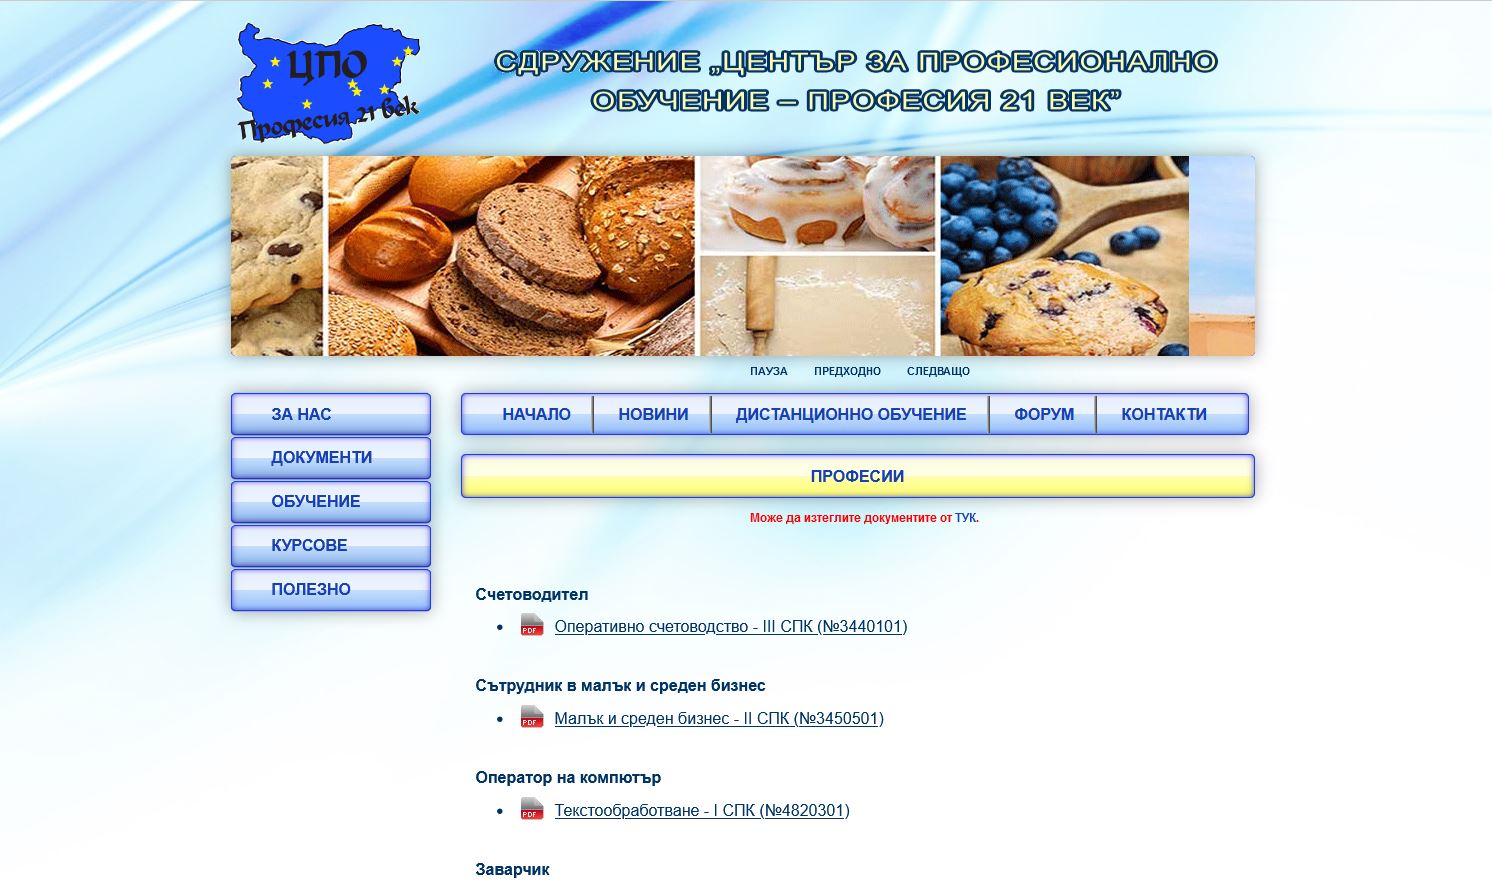 ЦПО
Професия 21 век
СДРУЖЕНИЕ „ЦЕНТЪР ЗА ПРОФЕСИОНАЛНО
ОБУЧЕНИЕ – ПРОФЕСИЯ 21 ВЕК”
ПАУЗА ПРЕДХОДНО СЛЕДВАЩО
ЗА НАС
ДОКУМЕНТИ
ОБУЧЕНИЕ
КУРСОВЕ
ПОЛЕЗНО
НАЧАЛО НОВИНИ ДИСТАНЦИОННО ОБУЧЕНИЕ ФОРУМ КОНТАКТИ
ПРОФЕСИИ
Може да изтеглите документите от ТУК.
Счетоводител
• PDF Оперативно счетоводство - III СПК (№3440101)
Сътрудник в малък и среден бизнес
• PDF Малък и среден бизнес - II СПК (№3450501)
Оператор на компютър
• PDF Текстообработване - I СПК (№4820301)
Заварчик